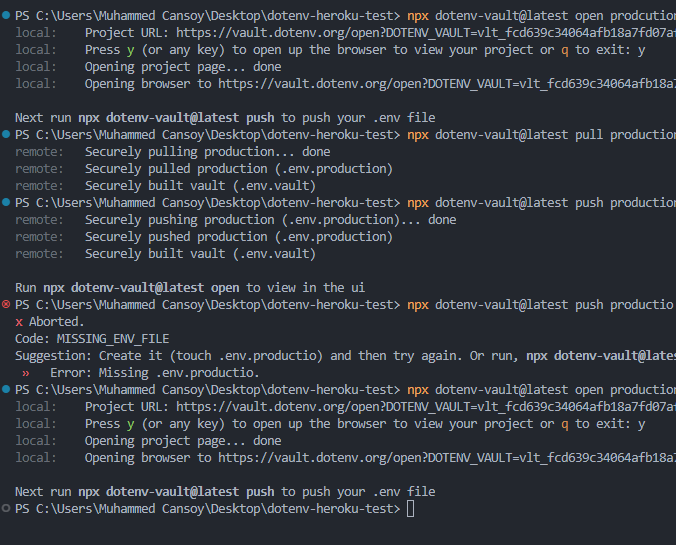 PS C:\Users\Muhammed Cansoy\Desktop\dotenv-heroku-test> npx dotenv-vault@latest open prodcution
local: Project URL: https://vault.dotenv.org/open?DOTENV_VAULT=vlt_fcd639c34064afb18a7fd07a
local: Press y (or any key) to open up the browser to view your project or q to exit: y
local: Opening project page... done
local: Opening browser to https://vault.dotenv.org/open?DOTENV_VAULT=vlt_fcd639c34064afb18a7
Next run npx dotenv-vault@latest push to push your .env file
PS C:\Users\Muhammed Cansoy\Desktop\dotenv-heroku-test> npx dotenv-vault@latest pull production
remote: Securely pulling production... done
remote: Securely pulled production (.env.production)
remote: Securely built vault (.env.vault)
PS C:\Users\Muhammed Cansoy\Desktop\dotenv-heroku-test> npx dotenv-vault@latest push production
remote: Securely pushing production (.env.production)... done
remote: Securely pushed production (.env.production)
remote: Securely built vault (.env.vault)
Run npx dotenv-vault@latest open to view in the ui
PS C:\Users\Muhammed Cansoy\Desktop\dotenv-heroku-test> npx dotenv-vault@latest push productio
x Aborted.
Code: MISSING_ENV_FILE
Suggestion: Create it (touch .env.productio) and then try again. Or run, npx dotenv-vault@lates
» Error: Missing .env.productio.
PS C:\Users\Muhammed Cansoy\Desktop\dotenv-heroku-test> npx dotenv-vault@latest open production
local: Project URL: https://vault.dotenv.org/open?DOTENV_VAULT=vlt_fcd639c34064afb18a7fd07a
local: Press y (or any key) to open up the browser to view your project or q to exit: y
local: Opening project page... done
local: Opening browser to https://vault.dotenv.org/open?DOTENV_VAULT=vlt_fcd639c34064afb18a7
Next run npx dotenv-vault@latest push to push your .env file
PS C:\Users\Muhammed Cansoy\Desktop\dotenv-heroku-test>